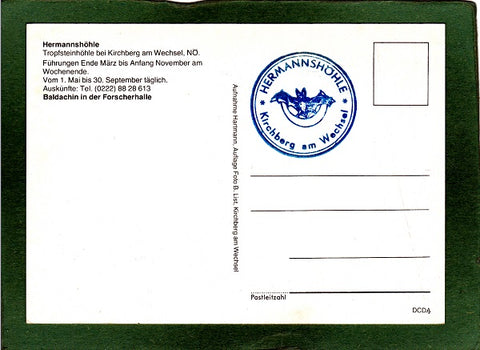 Hermannshöhle
Tropfsteinhöhle bei Kirchberg am Wechsel, NÖ.
Führungen Ende März bis Anfang November am
Wochenende.
Vom 1. Mai bis 30. September täglich.
Auskünfte: Tel. (0222) 88 28 613
Baldachin in der Forscherhalle
Aufnahme Hartmann, Auflage Foto B. List, Kirchberg am Wechsel
* HERMANNSHÖHLE *
Kirchberg am Wechsel
Postleitzahl
DCDA